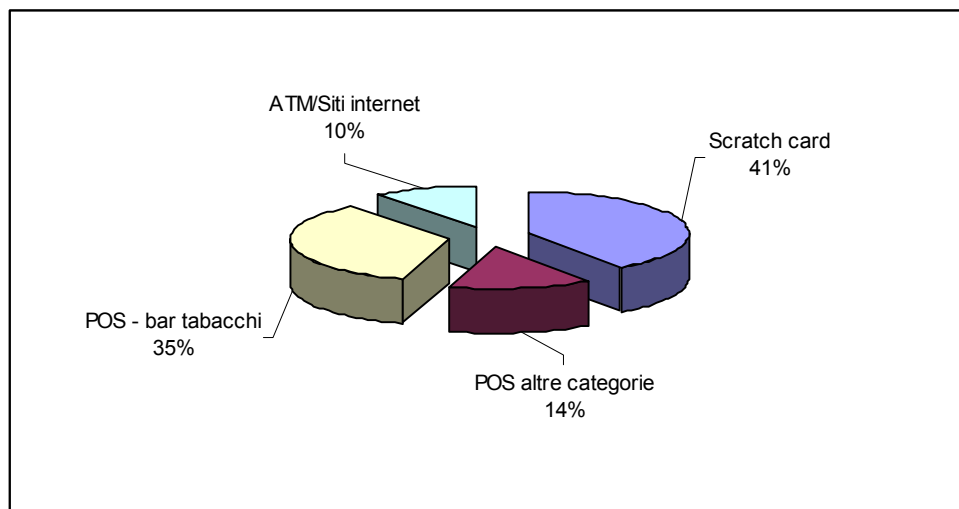 ATM/Siti internet
10%
Scratch card
41%
POS - bar tabacchi
35%
POS altre categorie
14%